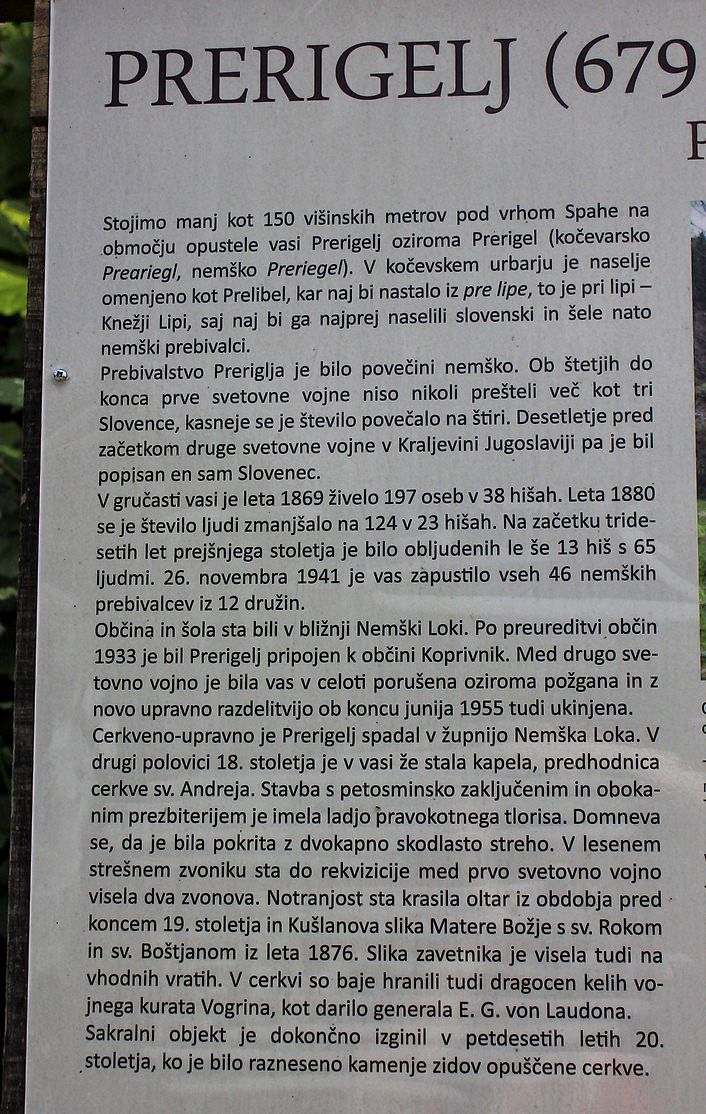 PRERIGELJ (679
P
Stojimo manj kot 150 višinskih metrov pod vrhom Spahe na
območju opustele vasi Prerigelj oziroma Prerigel (kočevarsko
Preariegl, nemško Preriegel). V kočevskem urbarju je naselje
omenjeno kot Prelibel, kar naj bi nastalo iz pre lipe, to je pri lipi –
Knežji Lipi, saj naj bi ga najprej naselili slovenski in šele nato
nemški prebivalci.
Prebivalstvo Preriglja je bilo povečini nemško. Ob štetjih do
konca prve svetovne vojne niso nikoli prešteli več kot tri
Slovence, kasneje se je število povečalo na štiri. Desetletje pred
začetkom druge svetovne vojne v Kraljevini Jugoslaviji pa je bil
popisan en sam Slovenec.
V gručasti vasi je leta 1869 živelo 197 oseb v 38 hišah. Leta 1880
se je število ljudi zmanjšalo na 124 v 23 hišah. Na začetku tride-
setih let prejšnjega stoletja je bilo obljudenih le še 13 hiš s 65
ljudmi. 26. novembra 1941 je vas zapustilo vseh 46 nemških
prebivalcev iz 12 družin.
Občina in šola sta bili v bližnji Nemški Loki. Po preureditvi občin
1933 je bil Prerigelj pripojen k občini Koprivnik. Med drugo sve-
tovno vojno je bila vas v celoti porušena oziroma požgana in z
novo upravno razdelitvijo ob koncu junija 1955 tudi ukinjena.
Cerkveno-upravno je Prerigelj spadal v župnijo Nemška Loka. V
drugi polovici 18. stoletja je v vasi že stala kapela, predhodnica
cerkve sv. Andreja. Stavba s petosminsko zaključenim in oboka-
nim prezbiterijem je imela ladjo pravokotnega tlorisa. Domneva
se, da je bila pokrita z dvokapno skodlasto streho. V lesenem
strešnem zvoniku sta do rekvizicije med prvo svetovno vojno
visela dva zvonova. Notranjost sta krasila oltar iz obdobja pred
koncem 19. stoletja in Kušlanova slika Matere Božje s sv. Rokom
in sv. Boštjanom iz leta 1876. Slika zavetnika je visela tudi na
vhodnih vratih. V cerkvi so baje hranili tudi dragocen kelih vo-
jnega kurata Vogrina, kot darilo generala E. G. von Laudona.
Sakralni objekt je dokončno izginil v petdesetih letih 20.
stoletja, ko je bilo razneseno kamenje zidov opuščene cerkve.